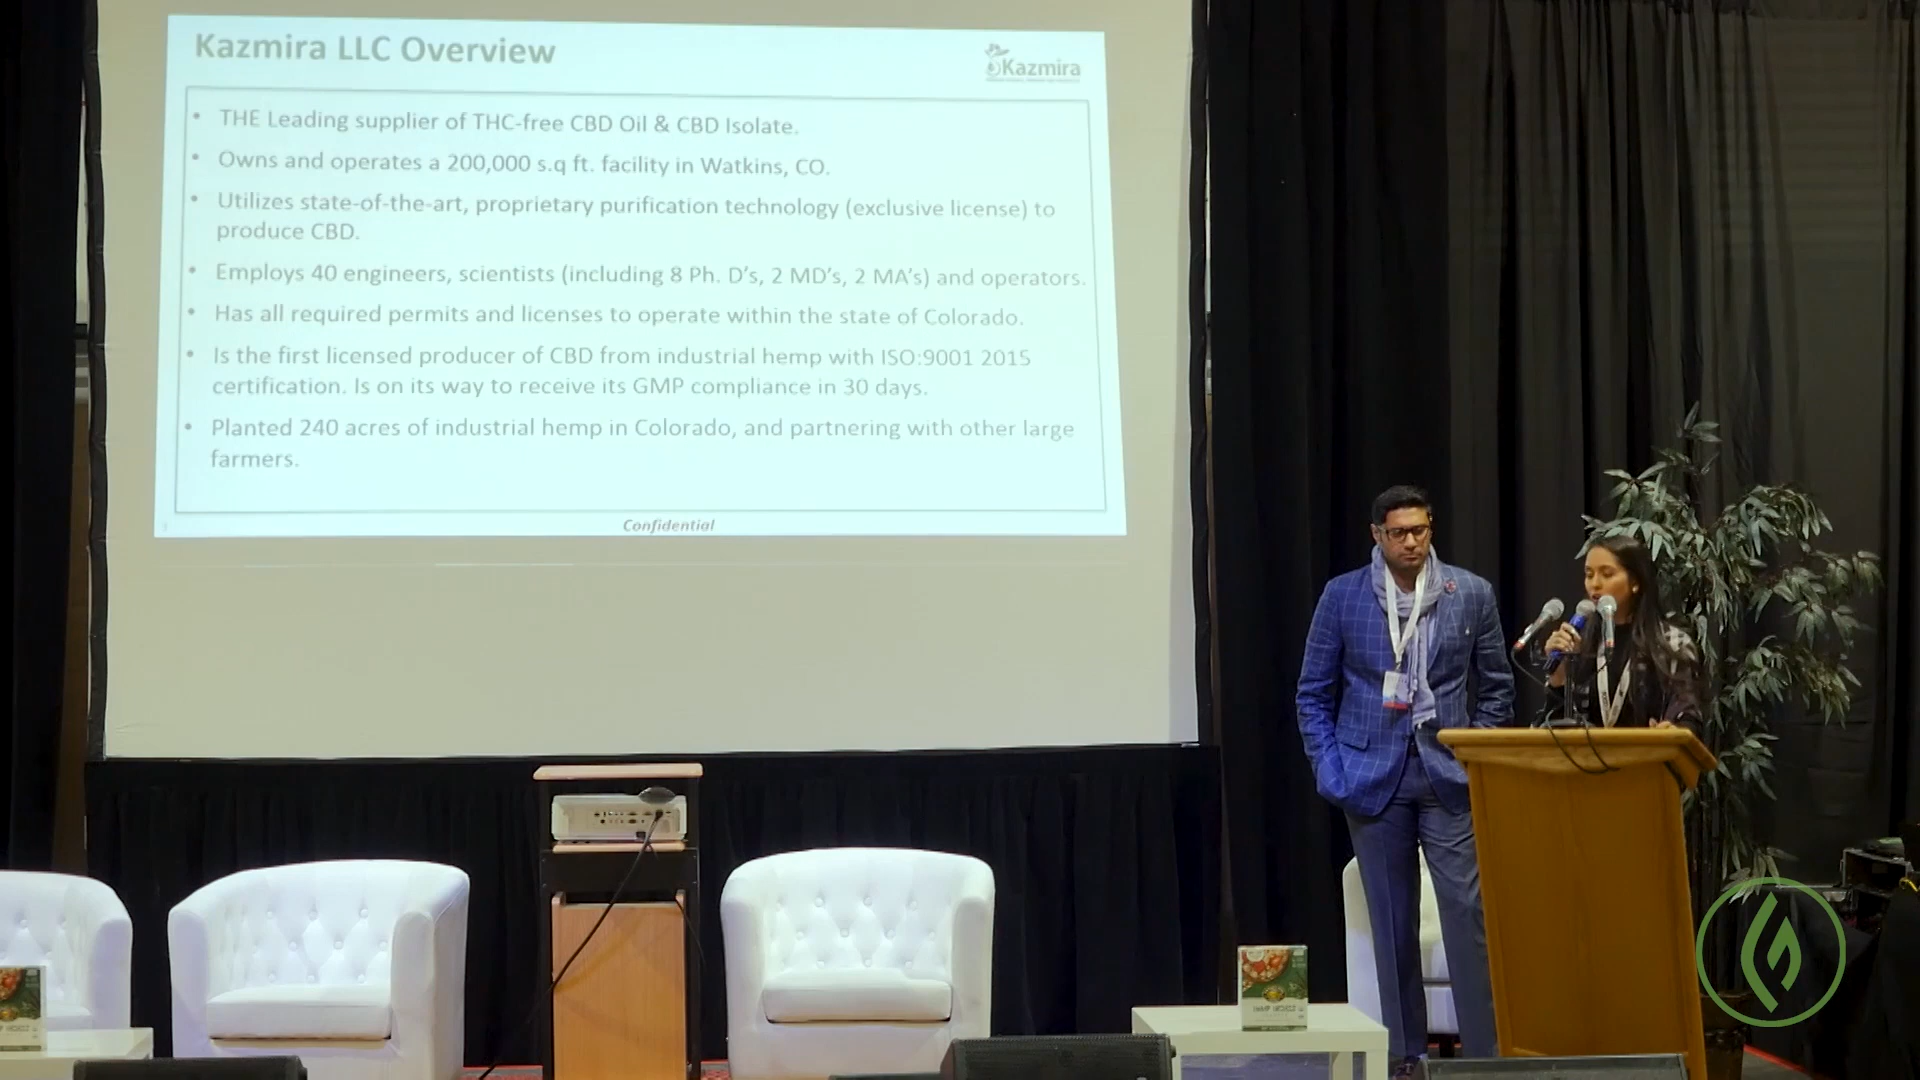 Kazmira LLC Overview
Kazmira
• THE Leading supplier of THC-free CBD Oil & CBD Isolate.
• Owns and operates a 200,000 s.q ft. facility in Watkins, CO.
• Utilizes state-of-the-art, proprietary purification technology (exclusive license) to
produce CBD.
• Employs 40 engineers, scientists (including 8 Ph. D's, 2 MD's, 2 MA's) and operators.
• Has all required permits and licenses to operate within the state of Colorado.
• Is the first licensed producer of CBD from industrial hemp with ISO:9001 2015
certification. Is on its way to receive its GMP compliance in 30 days.
• Planted 240 acres of industrial hemp in Colorado, and partnering with other large
farmers.
Confidential